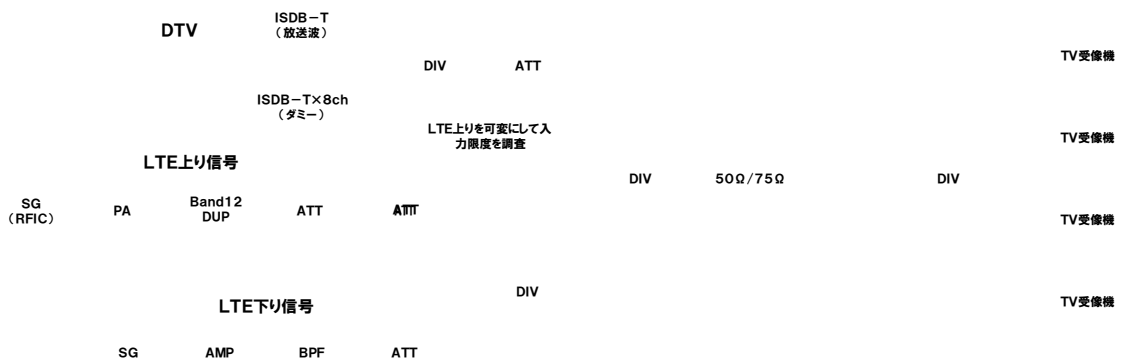 DTV
ISDB−T
（放送波）
DIV
ATT
TV受像機
ISDB−T×8ch
（ダミー）
LTE上りを可変にして入
力限度を調査
TV受像機
LTE上り信号
DIV
50Ω/75Ω
DIV
SG
（RFIC）
PA
Band12
DUP
ATT
ATT
TV受像機
LTE下り信号
DIV
TV受像機
SG
AMP
BPF
ATT